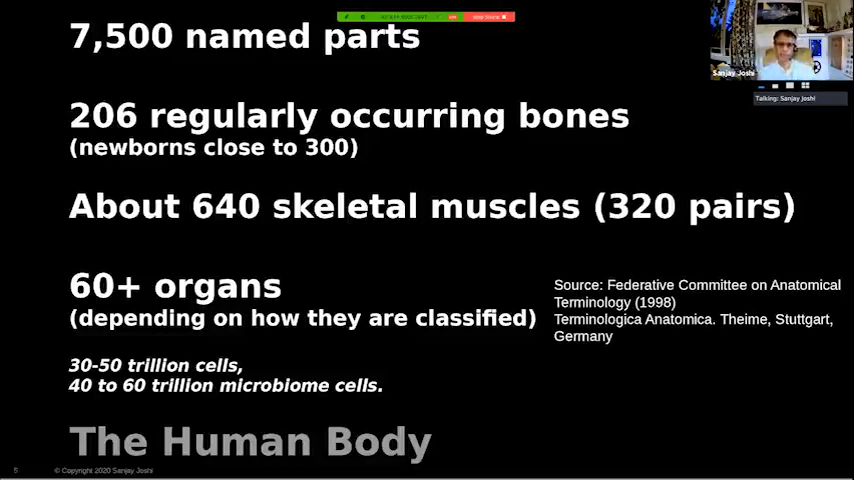 7,500 named parts
206 regularly occurring bones
(newborns close to 300)
About 640 skeletal muscles (320 pairs)
60+ organs
(depending on how they are classified)
Source: Federative Committee on Anatomical
Terminology (1998)
Terminologica Anatomica. Theime, Stuttgart,
Germany
30-50 trillion cells,
40 to 60 trillion microbiome cells.
The Human Body
5
© Copyright 2020 Sanjay Joshi
Sanjay Joshi
Talking: Sanjay Joshi